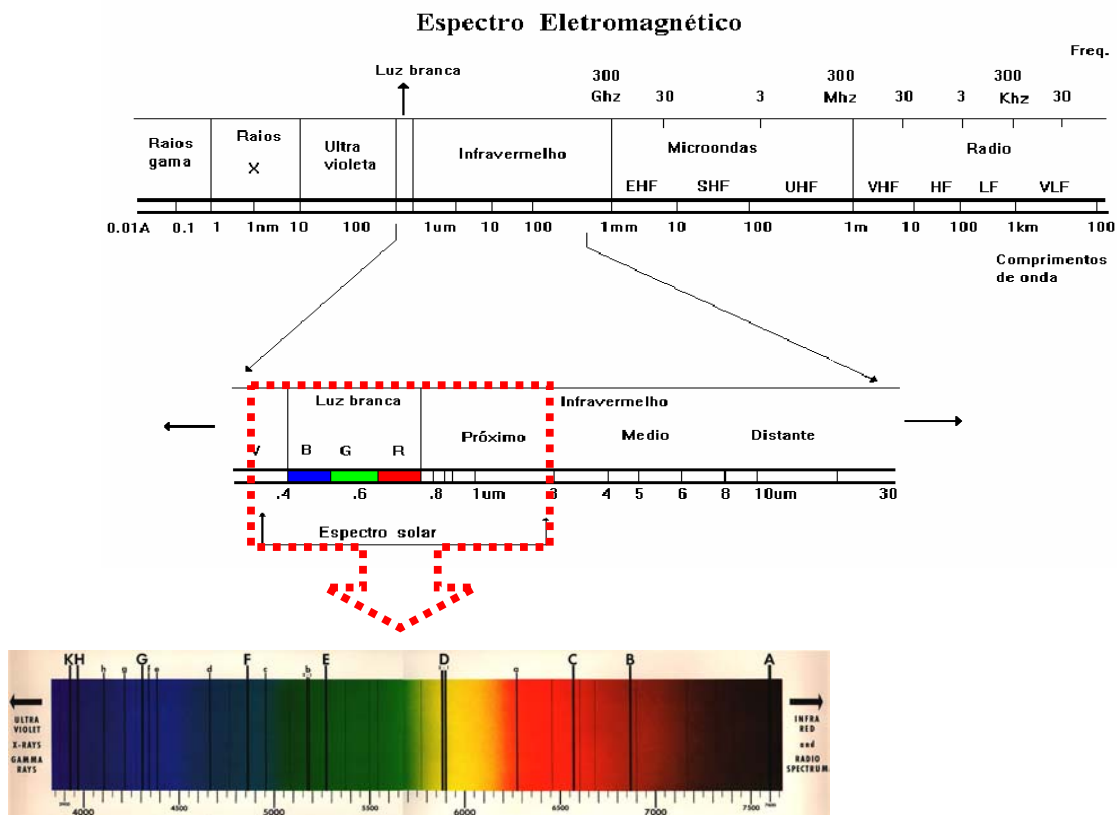 Espectro Eletromagnético
Freq.
Luz branca
300 300 300
Ghz 30 3 Mhz 30 3 Khz 30
Raios gama
Raios X
Ultra violeta
Infravermelho
Microondas
Radio
EHF SHF UHF VHF HF LF VLF
0.01A 0.1 1 1nm 10 100 1um 10 100 1mm 10 100 1m 10 100 1km 100
Comprimentos
de onda
Luz branca
Infravermelho
Próximo Medio Distante
V B G R
.4 .6 .8 1um 3 4 5 6 8 10um 30
Espectro solar
K H h g G f e d F c b E D a C B A
ULTRA
VIOLET
X-RAYS
GAMMA
RAYS
INFRA
RED
and
RADIO
SPECTRUM
4000 4500 5000 5500 6000 6500 7000 7500